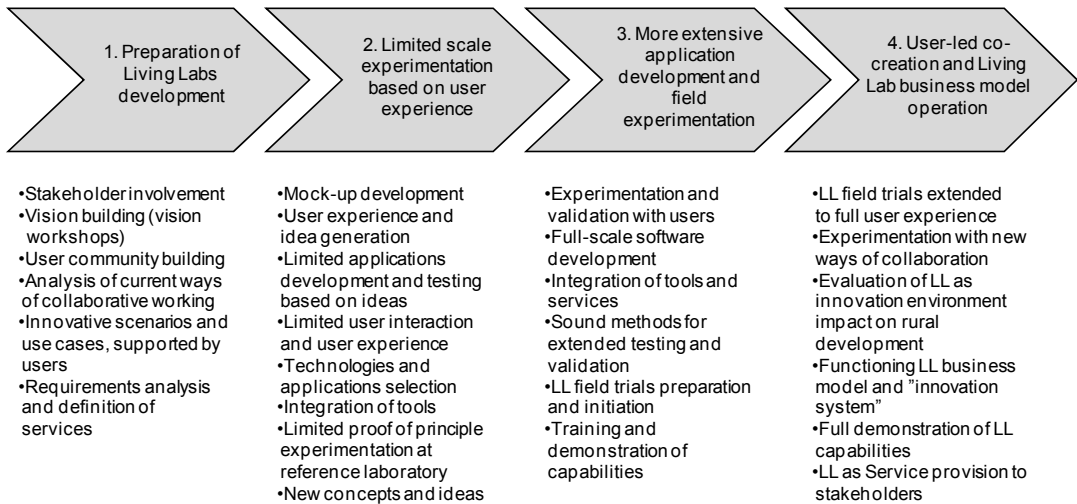 1. Preparation of
Living Labs
development
2. Limited scale
experimentation
based on user
experience
3. More extensive
application
development and
field
experimentation
4. User-led co-
creation and Living
Lab business model
operation
•Stakeholder involvement
•Vision building (vision
workshops)
•User community building
•Analysis of current ways
of collaborative working
•Innovative scenarios and
use cases, supported by
users
•Requirements analysis
and definition of
services
•Mock-up development
•User experience and
idea generation
•Limited applications
development and testing
based on ideas
•Limited user interaction
and user experience
•Technologies and
applications selection
•Integration of tools
•Limited proof of principle
experimentation at
reference laboratory
•New concepts and ideas
•Experimentation and
validation with users
•Full-scale software
development
•Integration of tools and
services
•Sound methods for
extended testing and
validation
•LL field trials preparation
and initiation
•Training and
demonstration of
capabilities
•LL field trials extended
to full user experience
•Experimentation with new
ways of collaboration
•Evaluation of LL as
innovation environment
impact on rural
development
•Functioning LL business
model and ”innovation
system”
•Full demonstration of LL
capabilities
•LL as Service provision to
stakeholders